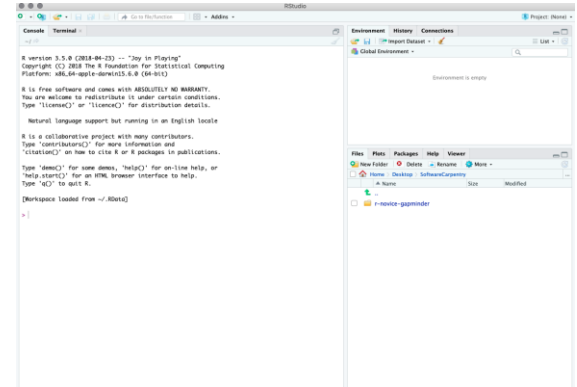 RStudio
Go to file/function
Addins
Project: (None)
Console Terminal
~/
R version 3.5.0 (2018-04-23) -- "Joy in Playing"
Copyright (C) 2018 The R Foundation for Statistical Computing
Platform: x86_64-apple-darwin15.6.0 (64-bit)
R is free software and comes with ABSOLUTELY NO WARRANTY.
You are welcome to redistribute it under certain conditions.
Type 'license()' or 'licence()' for distribution details.
Natural language support but running in an English locale
R is a collaborative project with many contributors.
Type 'contributors()' for more information and
'citation()' on how to cite R or R packages in publications.
Type 'demo()' for some demos, 'help()' for on-line help, or
'help.start()' for an HTML browser interface to help.
Type 'q()' to quit R.
[Workspace loaded from ~/.RData]
>
Environment History Connections
Import Dataset
List
Global Environment
Environment is empty
Files Plots Packages Help Viewer
New Folder Delete Rename More
Home Desktop SoftwareCarpentry
Name Size Modified
..
r-novice-gapminder